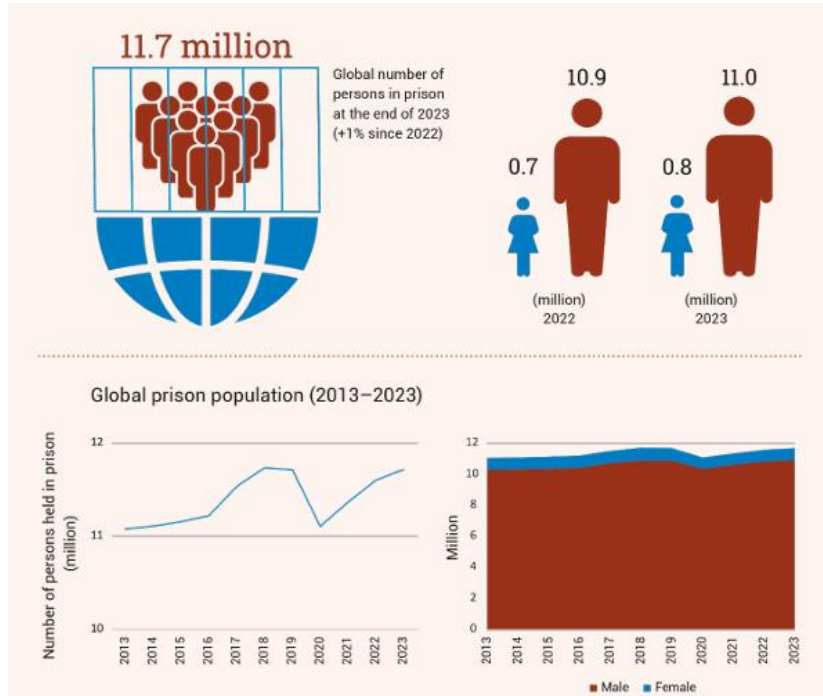 11.7 million
Global number of
persons in prison
at the end of 2023
(+1% since 2022)
10.9
0.7
(million)
2022
11.0
0.8
(million)
2023
Global prison population (2013–2023)
Number of persons held in prison
(million)
12
11
10
2013
2014
2015
2016
2017
2018
2019
2020
2021
2022
2023
Million
12
10
8
6
4
2
0
2013
2014
2015
2016
2017
2018
2019
2020
2021
2022
2023
Male
Female